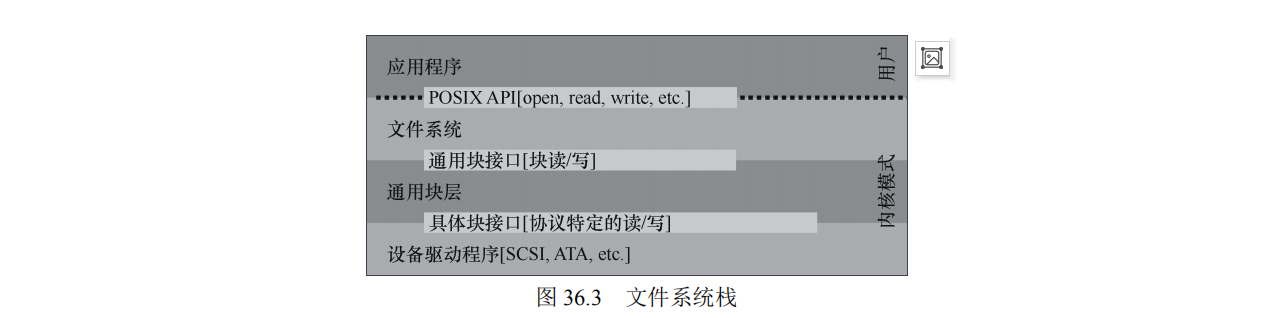 应用程序
用户
POSIX API[open, read, write, etc.]
文件系统
通用块接口[块读/写]
通用块层
内核模式
具体块接口[协议特定的读/写]
设备驱动程序[SCSI, ATA, etc.]
图 36.3 文件系统栈